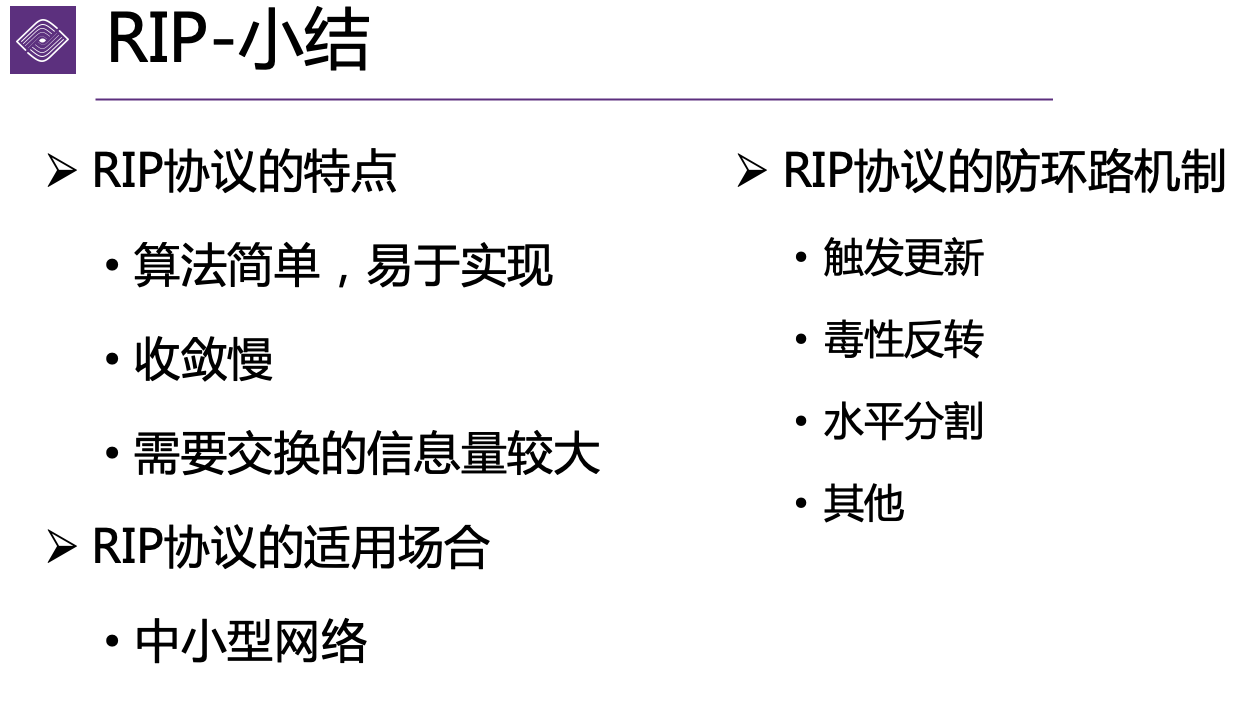 RIP-小结
➢ RIP协议的特点
• 算法简单，易于实现
• 收敛慢
• 需要交换的信息量较大
➢ RIP协议的适用场合
• 中小型网络
➢ RIP协议的防环路机制
• 触发更新
• 毒性反转
• 水平分割
• 其他